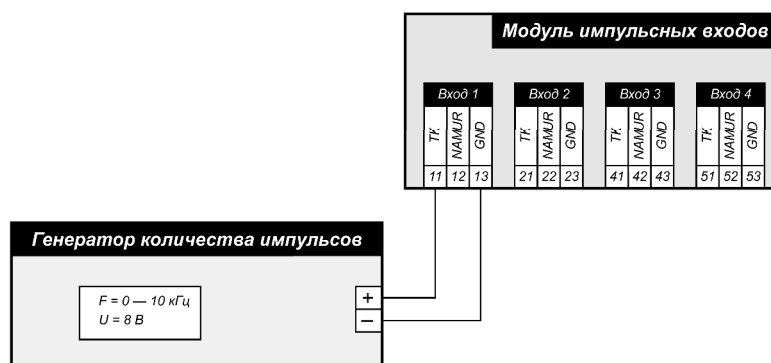 Модуль импульсных входов
Вход 1 Вход 2 Вход 3 Вход 4
ТК NAMUR GND ТК NAMUR GND ТК NAMUR GND ТК NAMUR GND
11 12 13 21 22 23 41 42 43 51 52 53
Генератор количества импульсов
F = 0 — 10 кГц
U = 8 В
+
−